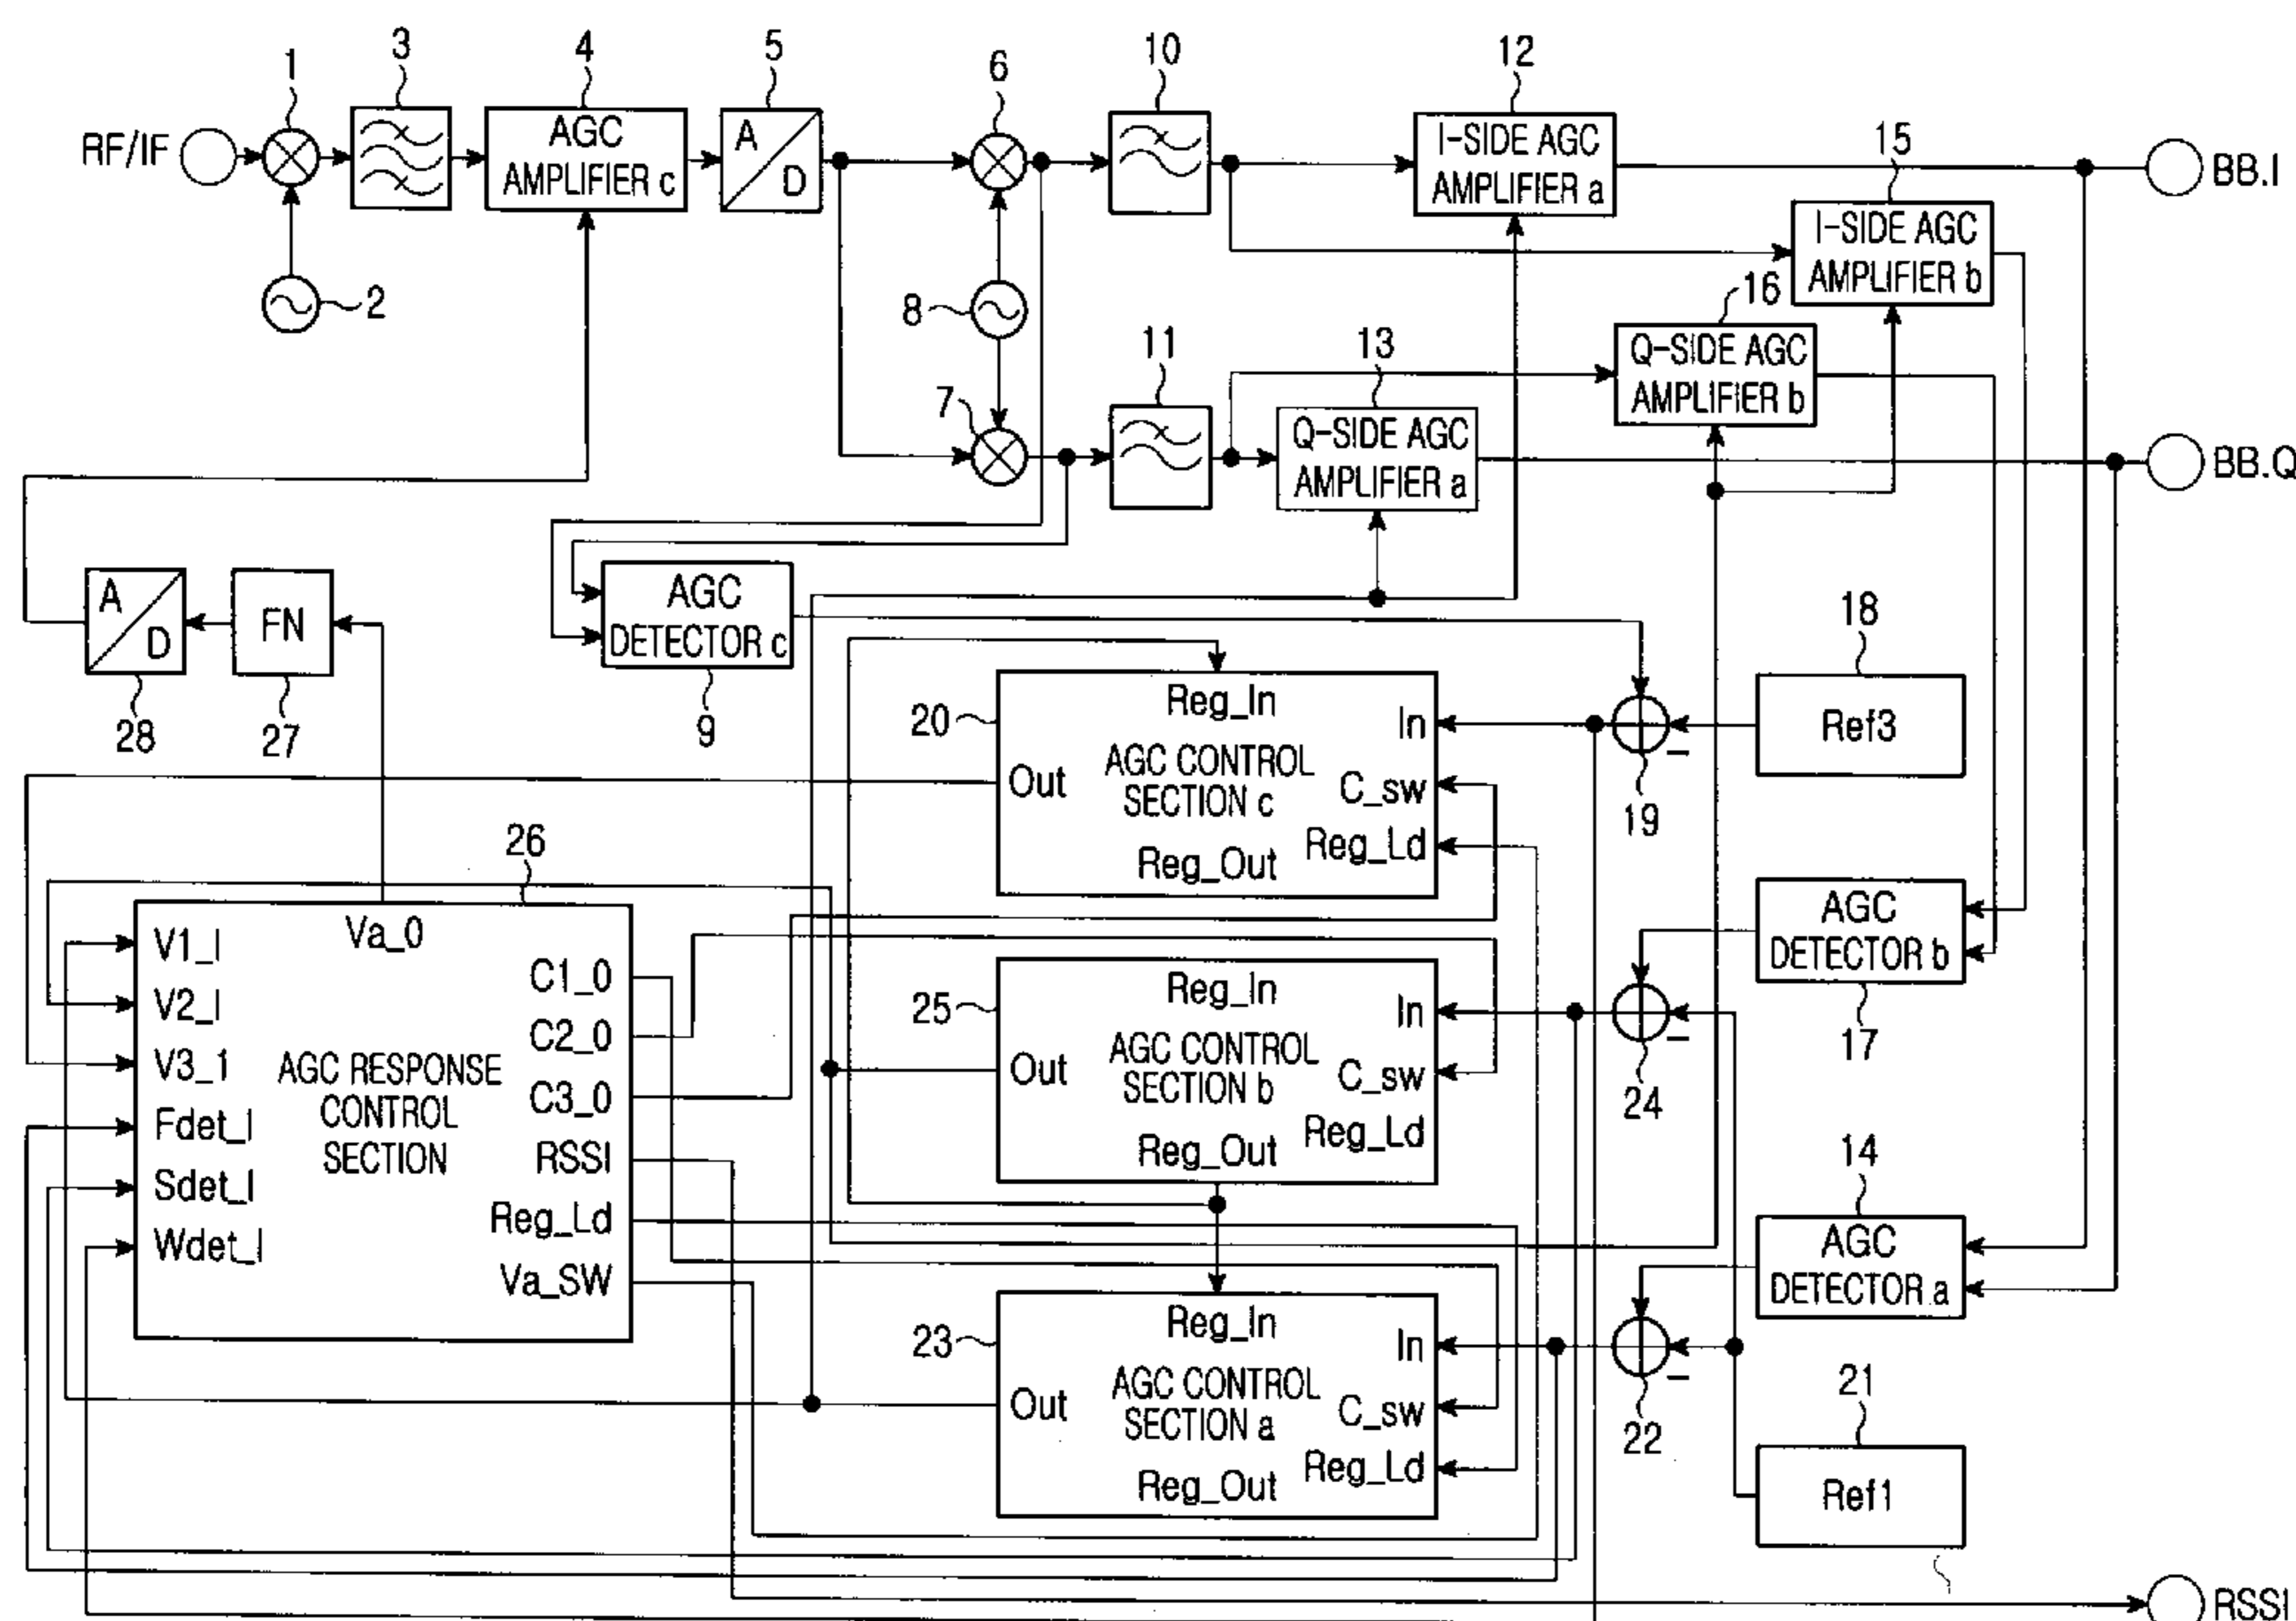 1
3
4
5
6
10
12
15
RF/IF
AGC
AMPLIFIER c
A
D
I-SIDE AGC
AMPLIFIER a
BB.I
I-SIDE AGC
AMPLIFIER b
2
8
16
Q-SIDE AGC
AMPLIFIER b
7
11
13
Q-SIDE AGC
AMPLIFIER a
BB.Q
A
D
28
FN
27
AGC
DETECTOR c
9
18
Ref3
19
20
Reg_In
In
AGC CONTROL
SECTION c
Out
C_sw
Reg_Ld
Reg_Out
26
Va_0
V1_I
V2_I
V3_1
Fdet_I
Sdet_I
Wdet_I
AGC RESPONSE
CONTROL
SECTION
C1_0
C2_0
C3_0
RSSI
Reg_Ld
Va_SW
25
Reg_In
In
AGC CONTROL
SECTION b
Out
C_sw
Reg_Ld
Reg_Out
24
AGC
DETECTOR b
17
14
AGC
DETECTOR a
23
Reg_In
In
AGC CONTROL
SECTION a
Out
C_sw
Reg_Ld
Reg_Out
22
21
Ref1
RSSI